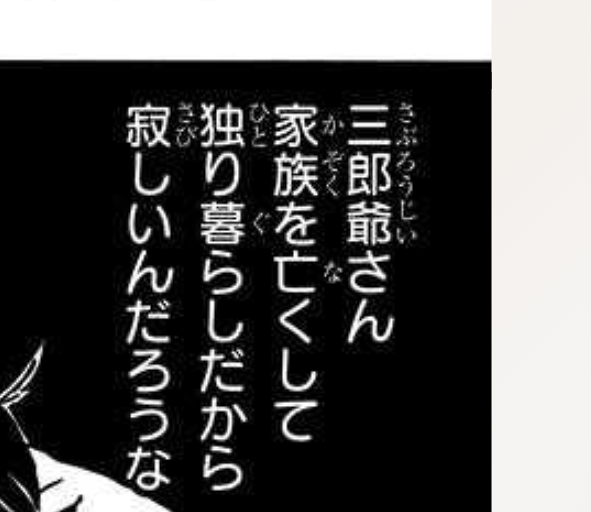 三郎爺さん
家族を亡くして
独り暮らしだから
寂しいんだろうな